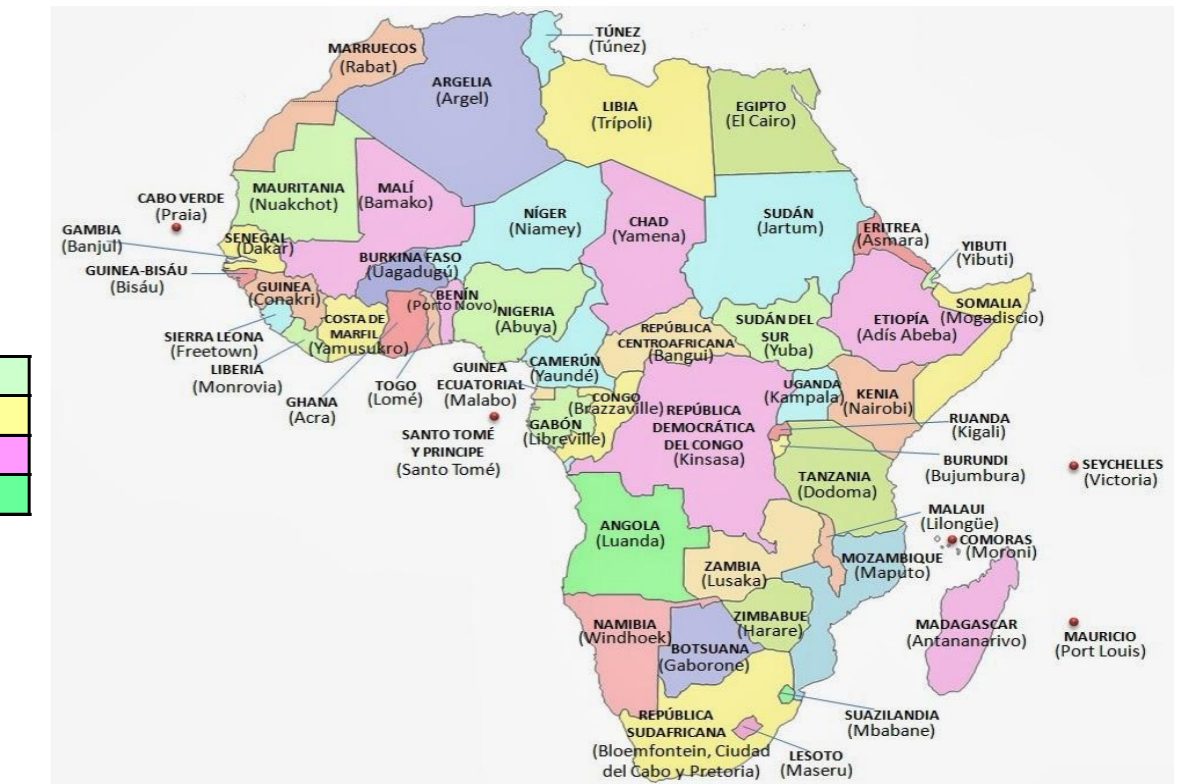 MARRUECOS
(Rabat)
ARGELIA
(Argel)
TÚNEZ
(Túnez)
LIBIA
(Trípoli)
EGIPTO
(El Cairo)
MAURITANIA
(Nuakchot)
MALÍ
(Bamako)
NÍGER
(Niamey)
CHAD
(Yamena)
SUDÁN
(Jartum)
ERITREA
(Asmara)
YIBUTI
(Yibuti)
CABO VERDE
(Praia)
GAMBIA
(Banjul)
SENEGAL
(Dakar)
GUINEA-BISÁU
(Bisáu)
GUINEA
(Conakri)
BURKINA FASO
(Uagadugú)
BENÍN
(Porto Novo)
NIGERIA
(Abuya)
SIERRA LEONA
(Freetown)
LIBERIA
(Monrovia)
COSTA DE
MARFIL
(Yamusukro)
GHANA
(Acra)
TOGO
(Lomé)
GUINEA
ECUATORIAL
(Malabo)
CAMERÚN
(Yaundé)
REPÚBLICA
CENTROAFRICANA
(Bangui)
SUDÁN DEL
SUR
(Yuba)
ETIOPÍA
(Adís Abeba)
SOMALIA
(Mogadiscio)
SANTO TOMÉ
Y PRINCIPE
(Santo Tomé)
GABÓN
(Libreville)
CONGO
(Brazzaville)
REPÚBLICA
DEMOCRÁTICA
DEL CONGO
(Kinsasa)
UGANDA
(Kampala)
KENIA
(Nairobi)
RUANDA
(Kigali)
BURUNDI
(Bujumbura)
TANZANIA
(Dodoma)
SEYCHELLES
(Victoria)
ANGOLA
(Luanda)
ZAMBIA
(Lusaka)
MALAUI
(Lilongüe)
COMORAS
(Moroni)
MOZAMBIQUE
(Maputo)
NAMIBIA
(Windhoek)
BOTSUANA
(Gaborone)
ZIMBABUE
(Harare)
MADAGASCAR
(Antananarivo)
MAURICIO
(Port Louis)
REPÚBLICA
SUDAFRICANA
(Bloemfontein, Ciudad
del Cabo y Pretoria)
SUAZILANDIA
(Mbabane)
LESOTO
(Maseru)